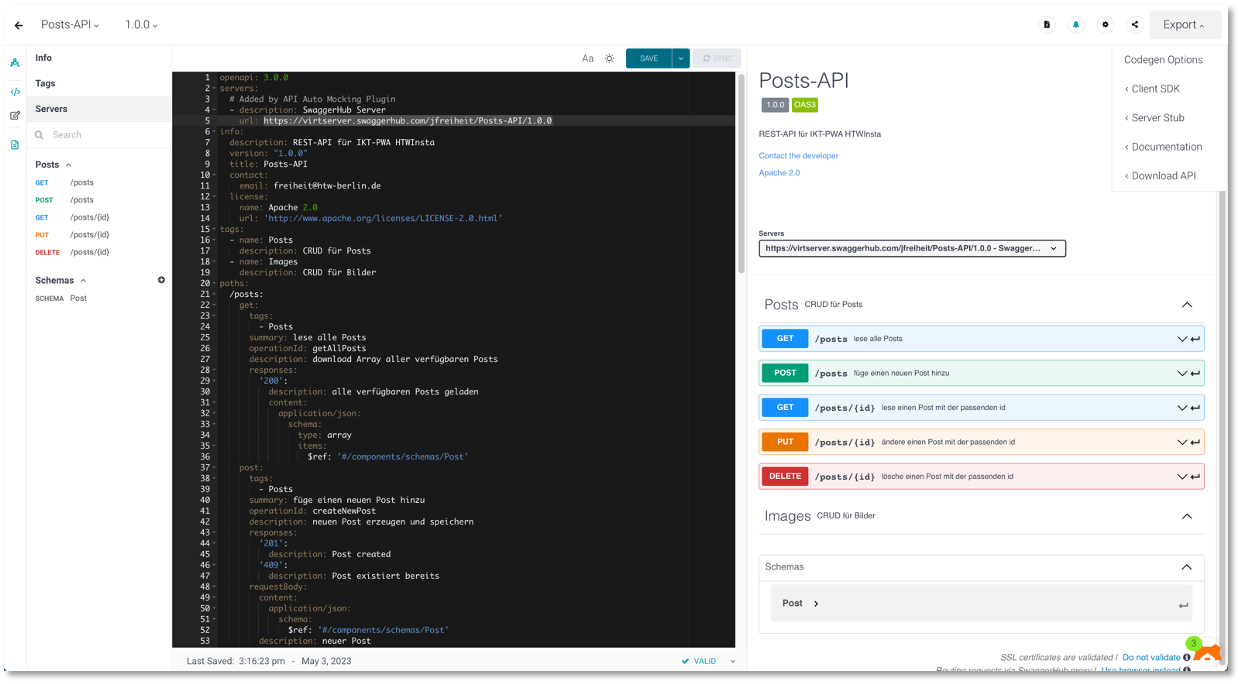 Posts-API
1.0.0
Export
Info
Tags
Servers
Search
Posts
GET /posts
POST /posts
GET /posts/{id}
PUT /posts/{id}
DELETE /posts/{id}
Schemas
SCHEMA Post
Aa
SAVE
SYNC
1 openapi: 3.0.0
2 servers:
3 # Added by API Auto Mocking Plugin
4 - description: SwaggerHub Server
5 url: https://virtserver.swaggerhub.com/jfreiheit/Posts-API/1.0.0
6 info:
7 description: REST-API für IKT-PWA HTWInsta
8 version: "1.0.0"
9 title: Posts-API
10 contact:
11 email: freiheit@htw-berlin.de
12 license:
13 name: Apache 2.0
14 url: 'http://www.apache.org/licenses/LICENSE-2.0.html'
15 tags:
16 - name: Posts
17 description: CRUD für Posts
18 - name: Images
19 description: CRUD für Bilder
20 paths:
21 /posts:
22 get:
23 tags:
24 - Posts
25 summary: lese alle Posts
26 operationId: getAllPosts
27 description: download Array aller verfügbaren Posts
28 responses:
29 '200':
30 description: alle verfügbaren Posts geladen
31 content:
32 application/json:
33 schema:
34 type: array
35 items:
36 $ref: '#/components/schemas/Post'
37 post:
38 tags:
39 - Posts
40 summary: füge einen neuen Post hinzu
41 operationId: createNewPost
42 description: neuen Post erzeugen und speichern
43 responses:
44 '201':
45 description: Post created
46 '409':
47 description: Post existiert bereits
48 requestBody:
49 content:
50 application/json:
51 schema:
52 $ref: '#/components/schemas/Post'
53 description: neuer Post
Last Saved: 3:16:23 pm - May 3, 2023
VALID
Codegen Options
‹ Client SDK
‹ Server Stub
‹ Documentation
‹ Download API
Posts-API
1.0.0 OAS3
REST-API für IKT-PWA HTWInsta
Contact the developer
Apache 2.0
Servers
https://virtserver.swaggerhub.com/jfreiheit/Posts-API/1.0.0 - Swagger...
Posts CRUD für Posts
GET /posts lese alle Posts
POST /posts füge einen neuen Post hinzu
GET /posts/{id} lese einen Post mit der passenden id
PUT /posts/{id} ändere einen Post mit der passenden id
DELETE /posts/{id} lösche einen Post mit der passenden id
Images CRUD für Bilder
Schemas
Post
3
SSL certificates are validated! Do not validate
Routing requests via SwaggerHub proxy! Use browser instead